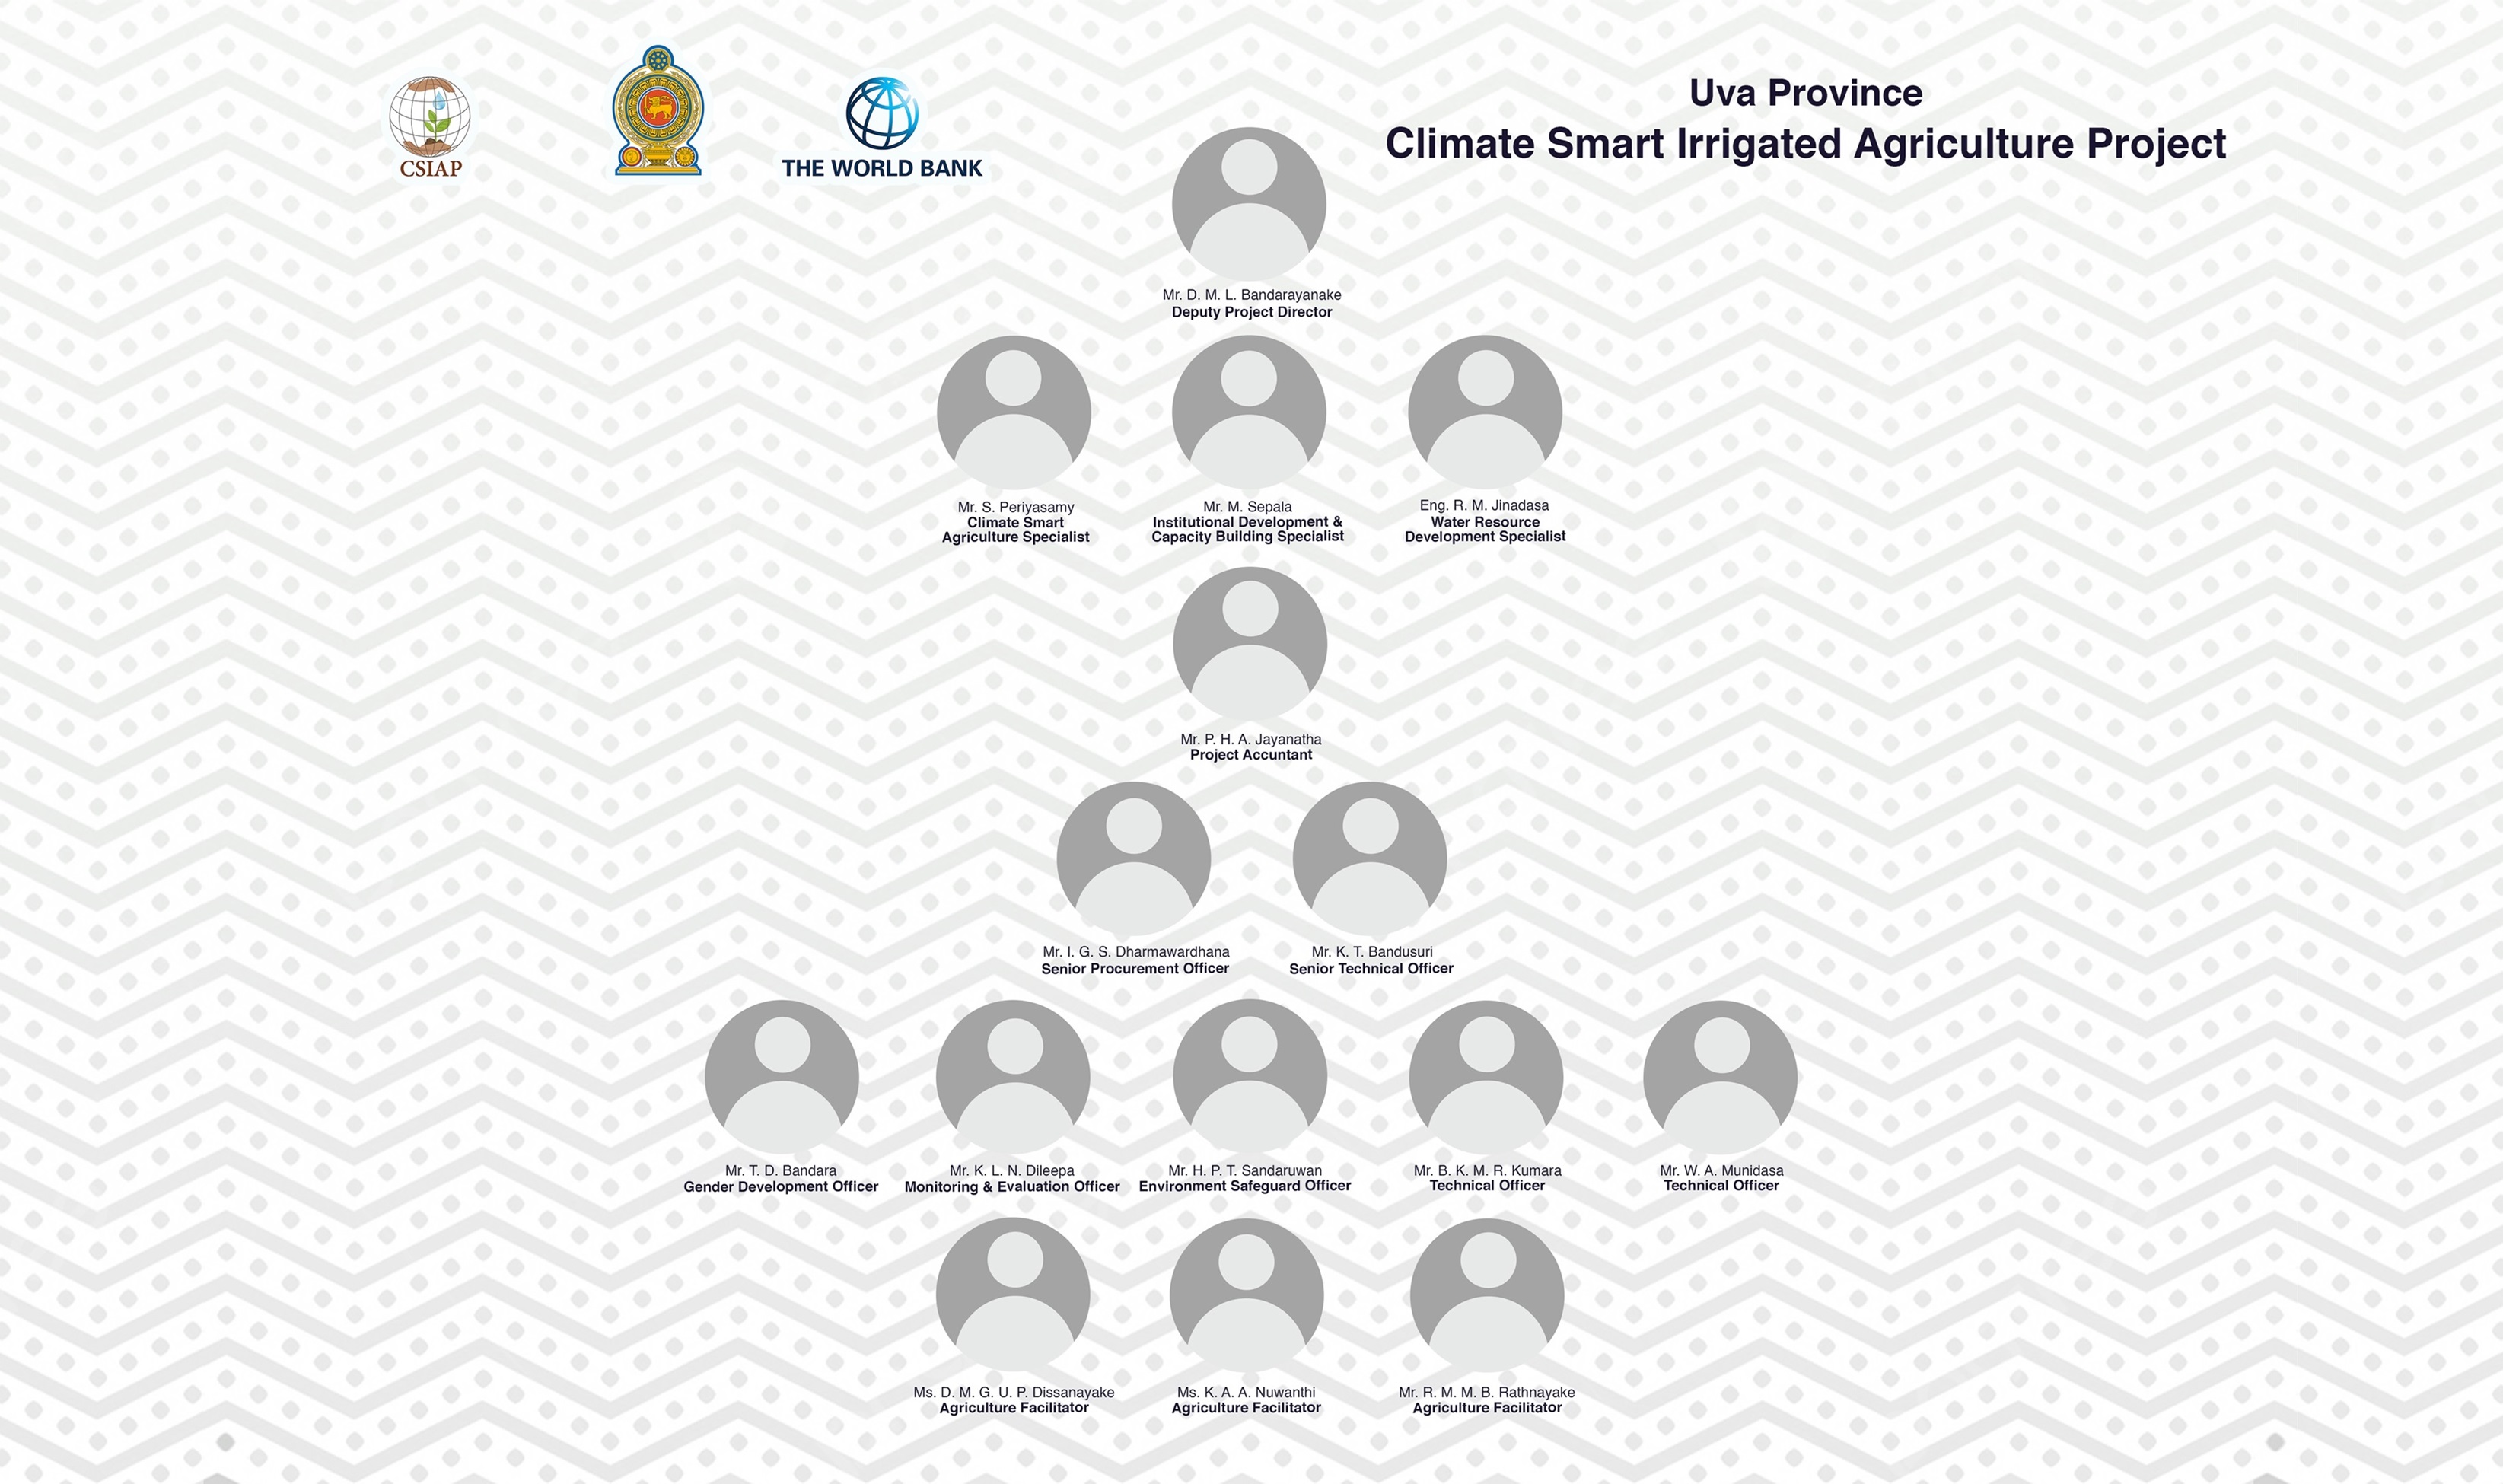 CSIAP
THE WORLD BANK
Uva Province
Climate Smart Irrigated Agriculture Project
Mr. D. M. L. Bandarayanake
Deputy Project Director
Mr. S. Periyasamy
Climate Smart
Agriculture Specialist
Mr. M. Sepala
Institutional Development &
Capacity Building Specialist
Eng. R. M. Jinadasa
Water Resource
Development Specialist
Mr. P. H. A. Jayanatha
Project Accuntant
Mr. I. G. S. Dharmawardhana
Senior Procurement Officer
Mr. K. T. Bandusuri
Senior Technical Officer
Mr. T. D. Bandara
Gender Development Officer
Mr. K. L. N. Dileepa
Monitoring & Evaluation Officer
Mr. H. P. T. Sandaruwan
Environment Safeguard Officer
Mr. B. K. M. R. Kumara
Technical Officer
Mr. W. A. Munidasa
Technical Officer
Ms. D. M. G. U. P. Dissanayake
Agriculture Facilitator
Ms. K. A. A. Nuwanthi
Agriculture Facilitator
Mr. R. M. M. B. Rathnayake
Agriculture Facilitator